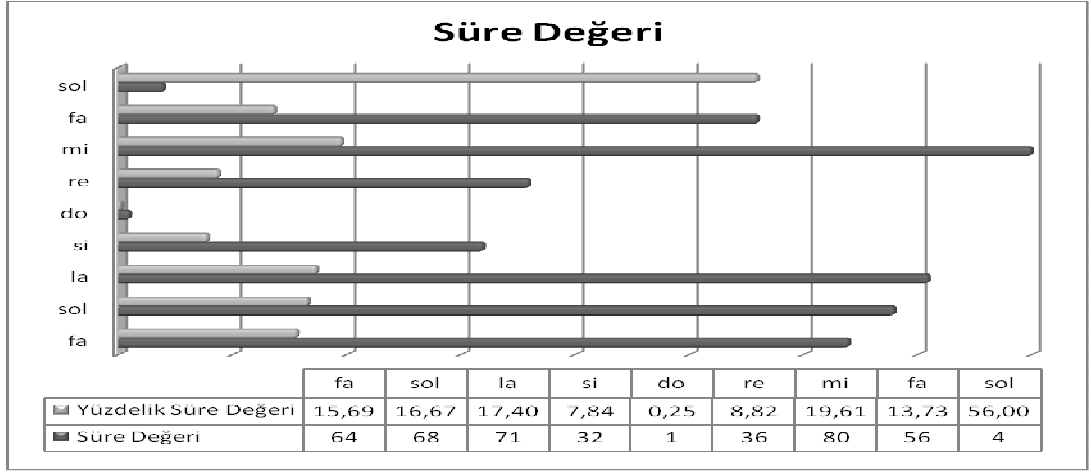 Süre Değeri
sol
fa
mi
re
do
si
la
sol
fa
fa sol la si do re mi fa sol
Yüzdelik Süre Değeri 15,69 16,67 17,40 7,84 0,25 8,82 19,61 13,73 56,00
Süre Değeri 64 68 71 32 1 36 80 56 4